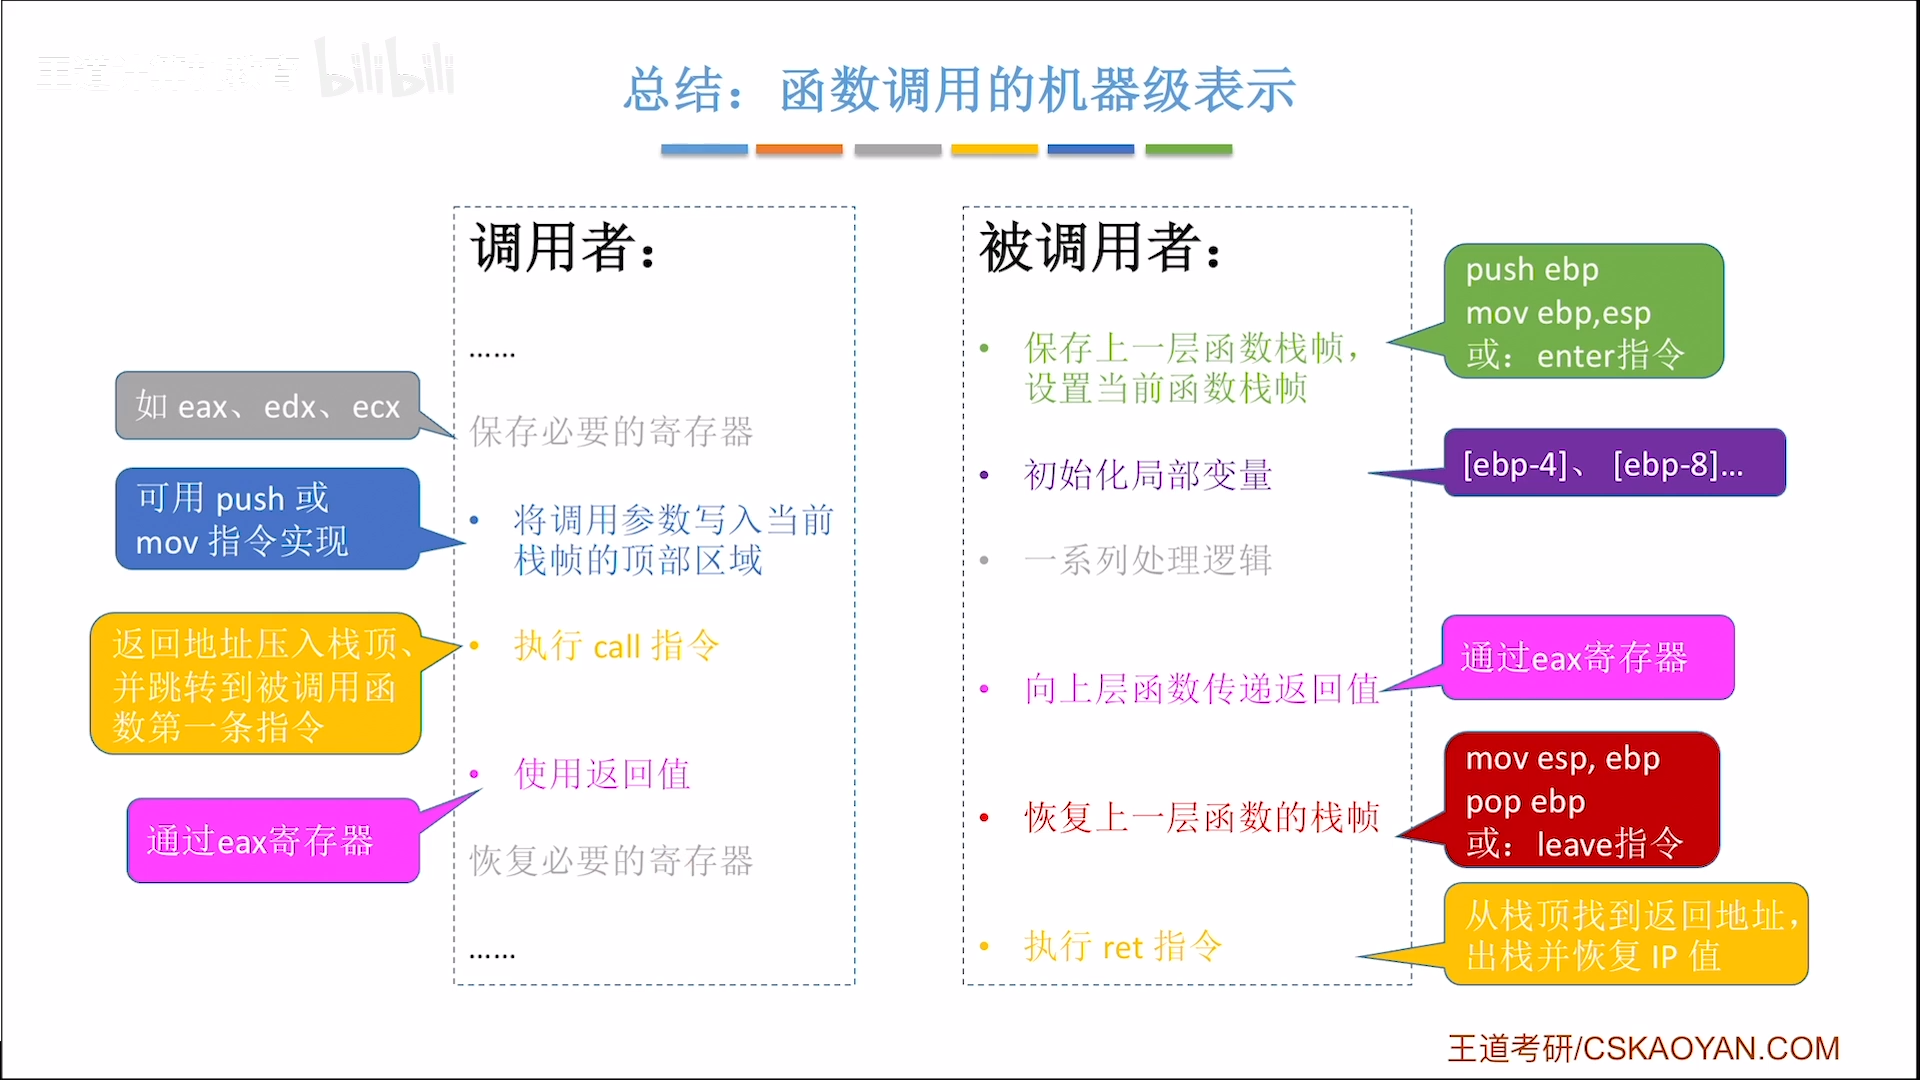 bilibili
总结：函数调用的机器级表示
调用者：
……
如 eax、edx、ecx
保存必要的寄存器
可用 push 或
mov 指令实现
将调用参数写入当前
栈帧的顶部区域
返回地址压入栈顶、
并跳转到被调用函
数第一条指令
执行 call 指令
使用返回值
通过eax寄存器
恢复必要的寄存器
……
被调用者：
保存上一层函数栈帧，
设置当前函数栈帧
push ebp
mov ebp,esp
或：enter指令
初始化局部变量
[ebp-4]、 [ebp-8]…
一系列处理逻辑
向上层函数传递返回值
通过eax寄存器
恢复上一层函数的栈帧
mov esp, ebp
pop ebp
或：leave指令
执行 ret 指令
从栈顶找到返回地址，
出栈并恢复 IP 值
王道考研/CSKAOYAN.COM